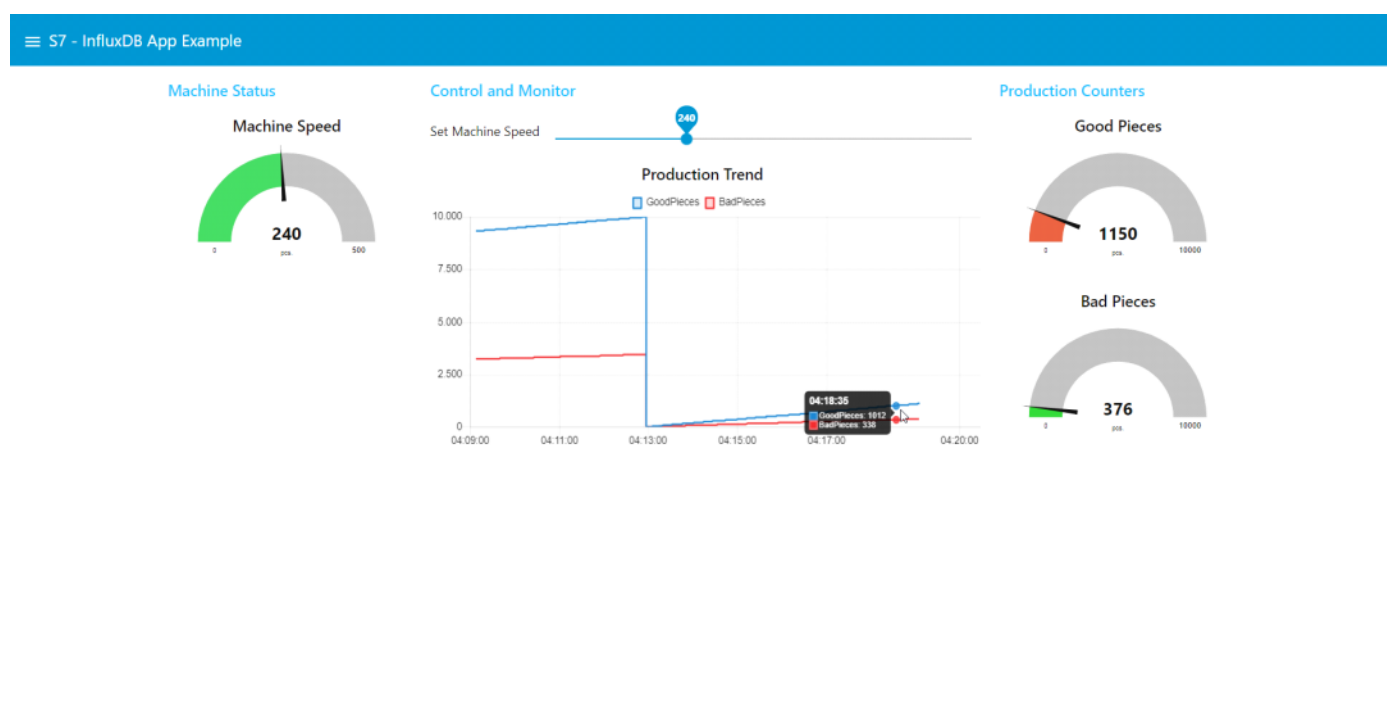 S7 - InfluxDB App Example
Machine Status
Machine Speed
240
pcs.
0
500
Control and Monitor
Set Machine Speed
240
Production Trend
GoodPieces BadPieces
10.000
7.500
5.000
2.500
0
04:09:00 04:11:00 04:13:00 04:15:00 04:17:00 04:20:00
04:18:35
GoodPieces: 1012
BadPieces: 338
Production Counters
Good Pieces
1150
pcs.
0
10000
Bad Pieces
376
pcs.
0
10000